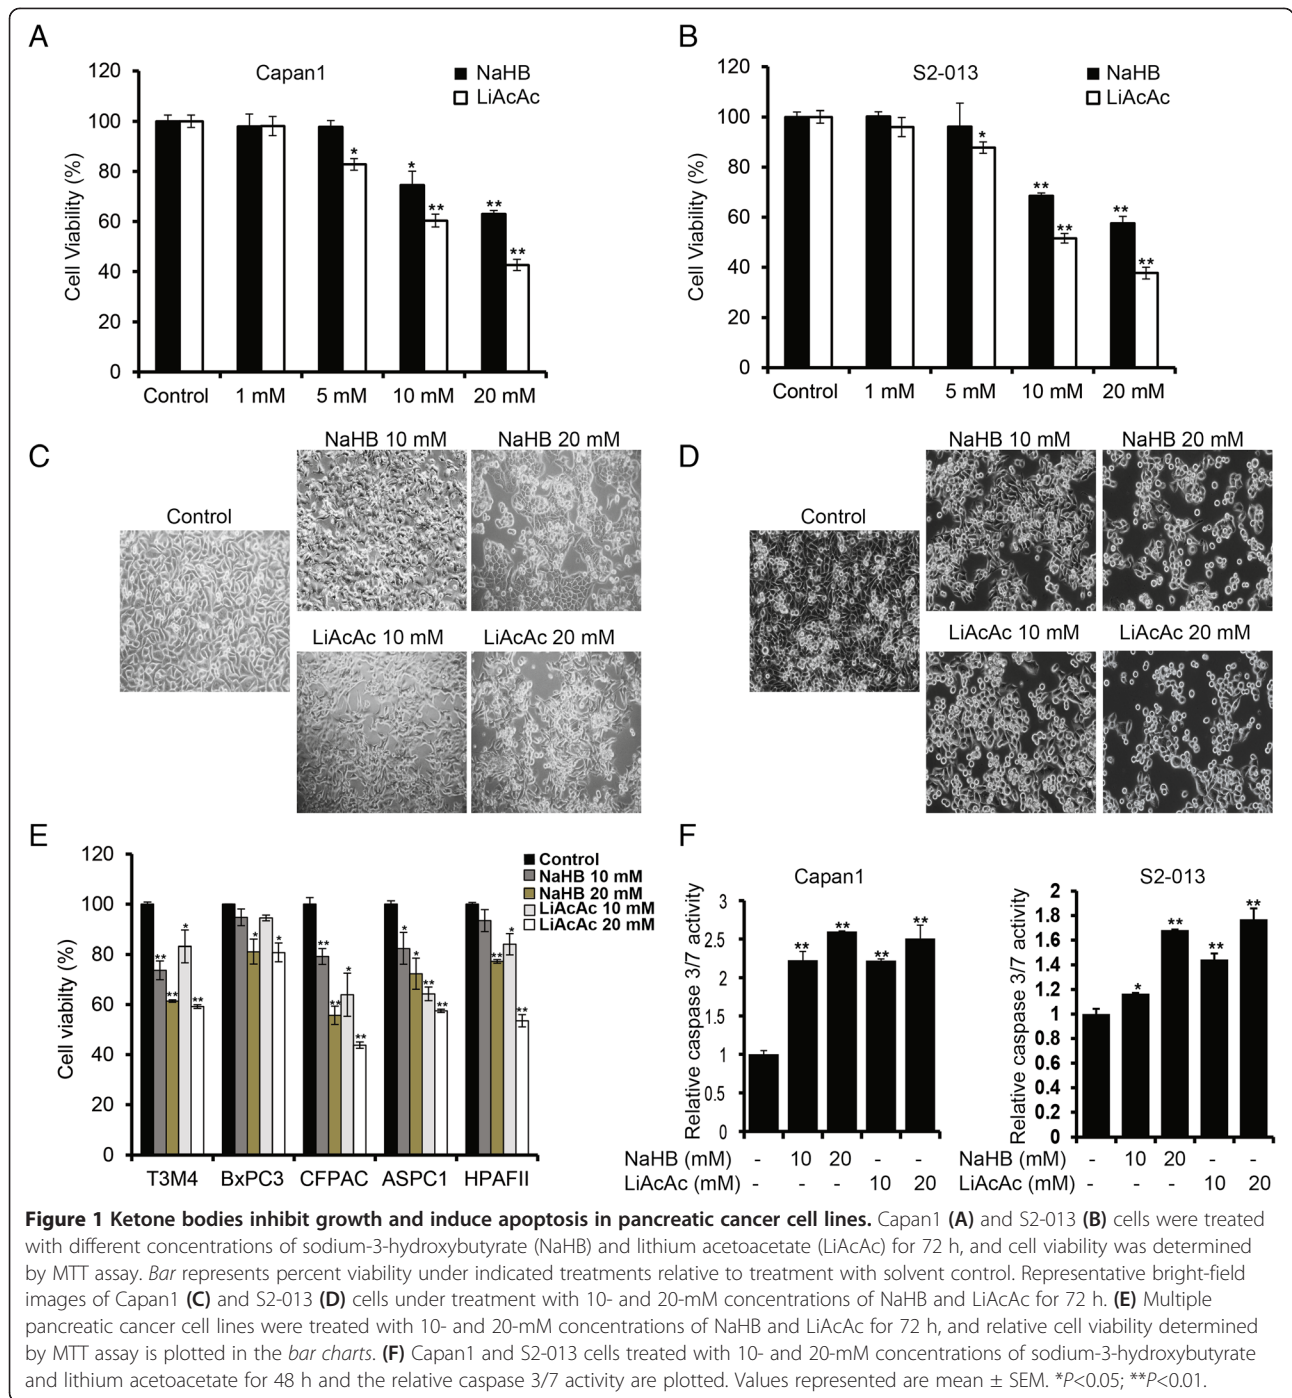 A
Capan1
NaHB
LiAcAc
Cell Viability (%)
120
100
80
60
40
20
0
* * ** ** **
Control 1 mM 5 mM 10 mM 20 mM
B
S2-013
NaHB
LiAcAc
Cell Viability (%)
120
100
80
60
40
20
0
* ** ** ** **
Control 1 mM 5 mM 10 mM 20 mM
C
Control
NaHB 10 mM NaHB 20 mM
LiAcAc 10 mM LiAcAc 20 mM
D
Control
NaHB 10 mM NaHB 20 mM
LiAcAc 10 mM LiAcAc 20 mM
E
Control
NaHB 10 mM
NaHB 20 mM
LiAcAc 10 mM
LiAcAc 20 mM
Cell viability (%)
120
100
80
60
40
20
0
** ** * ** * * ** ** * ** * * ** ** ** * **
T3M4 BxPC3 CFPAC ASPC1 HPAFII
F
Capan1
Relative caspase 3/7 activity
3
2.5
2
1.5
1
0.5
0
** ** ** **
NaHB (mM) - 10 20 - -
LiAcAc (mM) - - - 10 20
S2-013
Relative caspase 3/7 activity
2
1.8
1.6
1.4
1.2
1
0.8
0.6
0.4
0.2
0
* ** ** **
NaHB (mM) - 10 20 - -
LiAcAc (mM) - - - 10 20
Figure 1 Ketone bodies inhibit growth and induce apoptosis in pancreatic cancer cell lines. Capan1 (A) and S2-013 (B) cells were treated
with different concentrations of sodium-3-hydroxybutyrate (NaHB) and lithium acetoacetate (LiAcAc) for 72 h, and cell viability was determined
by MTT assay. Bar represents percent viability under indicated treatments relative to treatment with solvent control. Representative bright-field
images of Capan1 (C) and S2-013 (D) cells under treatment with 10- and 20-mM concentrations of NaHB and LiAcAc for 72 h. (E) Multiple
pancreatic cancer cell lines were treated with 10- and 20-mM concentrations of NaHB and LiAcAc for 72 h, and relative cell viability determined
by MTT assay is plotted in the bar charts. (F) Capan1 and S2-013 cells treated with 10- and 20-mM concentrations of sodium-3-hydroxybutyrate
and lithium acetoacetate for 48 h and the relative caspase 3/7 activity are plotted. Values represented are mean ± SEM. *P<0.05; **P<0.01.